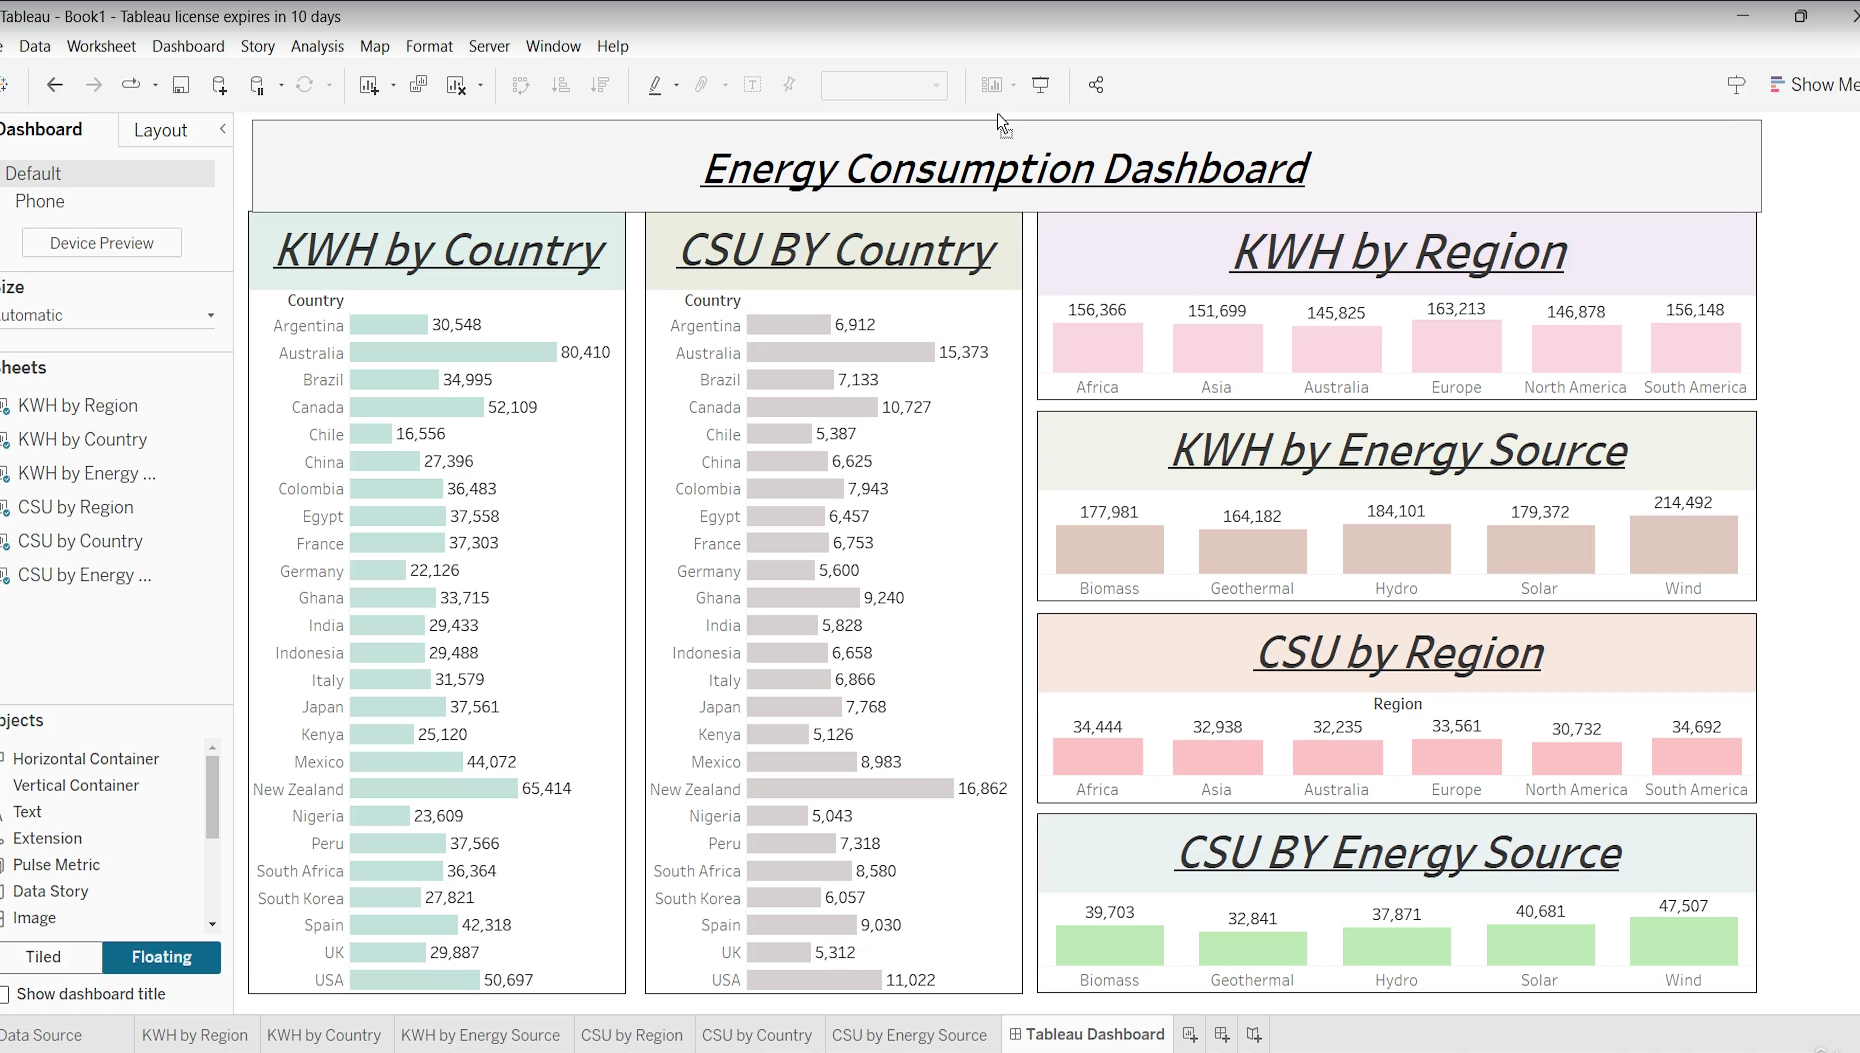 Tableau - Book1 - Tableau license expires in 10 days
Data Worksheet Dashboard Story Analysis Map Format Server Window Help
Show Me
Dashboard Layout
Default
Phone
Device Preview
Size
Automatic
Sheets
KWH by Region
KWH by Country
KWH by Energy ...
CSU by Region
CSU by Country
CSU by Energy ...
Objects
Horizontal Container
Vertical Container
Text
Extension
Pulse Metric
Data Story
Image
Tiled Floating
Show dashboard title
Energy Consumption Dashboard
KWH by Country
Country
Argentina 30,548
Australia 80,410
Brazil 34,995
Canada 52,109
Chile 16,556
China 27,396
Colombia 36,483
Egypt 37,558
France 37,303
Germany 22,126
Ghana 33,715
India 29,433
Indonesia 29,488
Italy 31,579
Japan 37,561
Kenya 25,120
Mexico 44,072
New Zealand 65,414
Nigeria 23,609
Peru 37,566
South Africa 36,364
South Korea 27,821
Spain 42,318
UK 29,887
USA 50,697
CSU BY Country
Country
Argentina 6,912
Australia 15,373
Brazil 7,133
Canada 10,727
Chile 5,387
China 6,625
Colombia 7,943
Egypt 6,457
France 6,753
Germany 5,600
Ghana 9,240
India 5,828
Indonesia 6,658
Italy 6,866
Japan 7,768
Kenya 5,126
Mexico 8,983
New Zealand 16,862
Nigeria 5,043
Peru 7,318
South Africa 8,580
South Korea 6,057
Spain 9,030
UK 5,312
USA 11,022
KWH by Region
156,366 151,699 145,825 163,213 146,878 156,148
Africa Asia Australia Europe North America South America
KWH by Energy Source
177,981 164,182 184,101 179,372 214,492
Biomass Geothermal Hydro Solar Wind
CSU by Region
Region
34,444 32,938 32,235 33,561 30,732 34,692
Africa Asia Australia Europe North America South America
CSU BY Energy Source
39,703 32,841 37,871 40,681 47,507
Biomass Geothermal Hydro Solar Wind
Data Source KWH by Region KWH by Country KWH by Energy Source CSU by Region CSU by Country CSU by Energy Source Tableau Dashboard